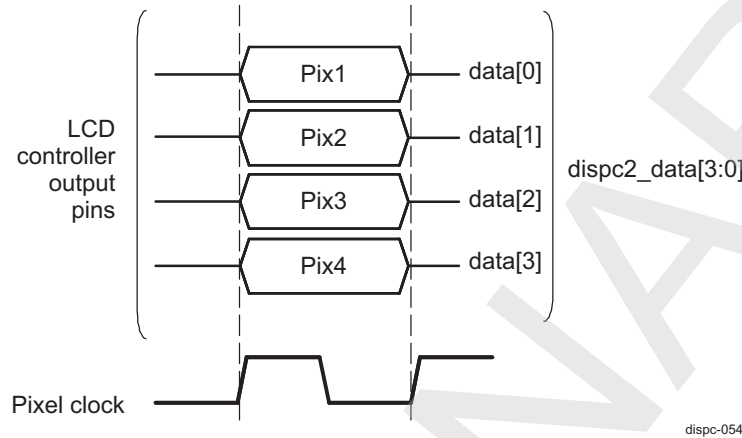 Pix1
data[0]
Pix2
data[1]
Pix3
data[2]
Pix4
data[3]
LCD
controller
output
pins
dispc2_data[3:0]
Pixel clock
dispc-054